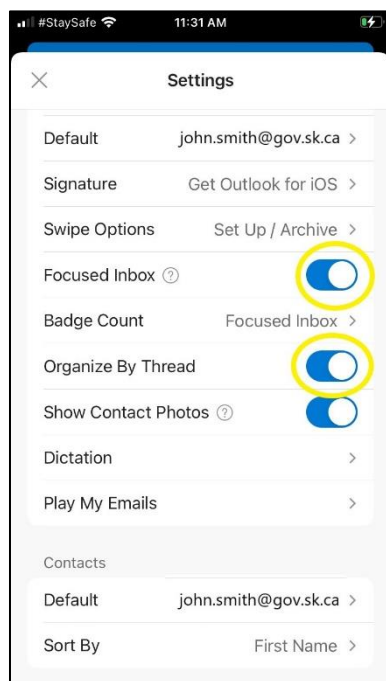 #StaySafe 11:31 AM
Settings
Default john.smith@gov.sk.ca >
Signature Get Outlook for iOS >
Swipe Options Set Up / Archive >
Focused Inbox ?
Badge Count Focused Inbox >
Organize By Thread
Show Contact Photos ?
Dictation >
Play My Emails >
Contacts
Default john.smith@gov.sk.ca >
Sort By First Name >